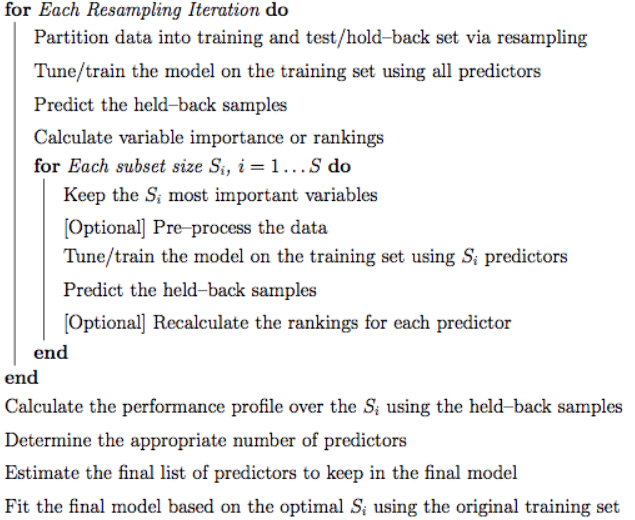 for Each Resampling Iteration do
Partition data into training and test/hold–back set via resampling
Tune/train the model on the training set using all predictors
Predict the held–back samples
Calculate variable importance or rankings
for Each subset size Sᵢ, i = 1 . . . S do
Keep the Sᵢ most important variables
[Optional] Pre–process the data
Tune/train the model on the training set using Sᵢ predictors
Predict the held–back samples
[Optional] Recalculate the rankings for each predictor
end
end
Calculate the performance profile over the Sᵢ using the held–back samples
Determine the appropriate number of predictors
Estimate the final list of predictors to keep in the final model
Fit the final model based on the optimal Sᵢ using the original training set